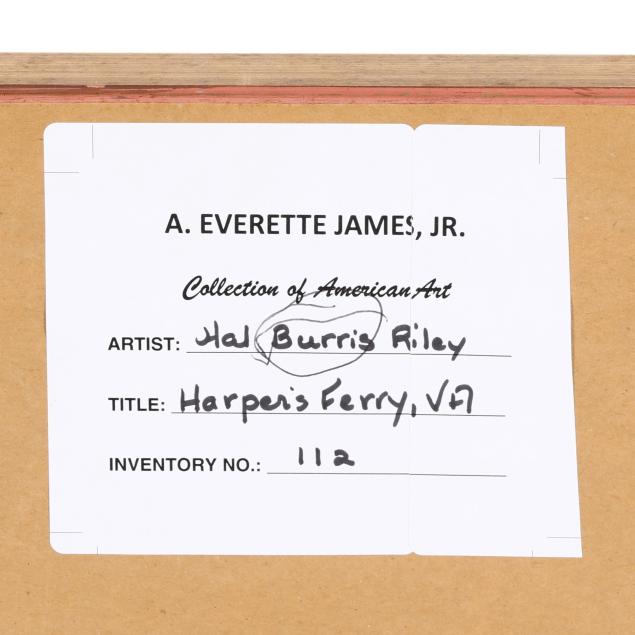 A. EVERETTE JAMES, JR.
Collection of American Art
ARTIST: Hal Burris Riley
TITLE: Harper's Ferry, VA
INVENTORY NO.: 112